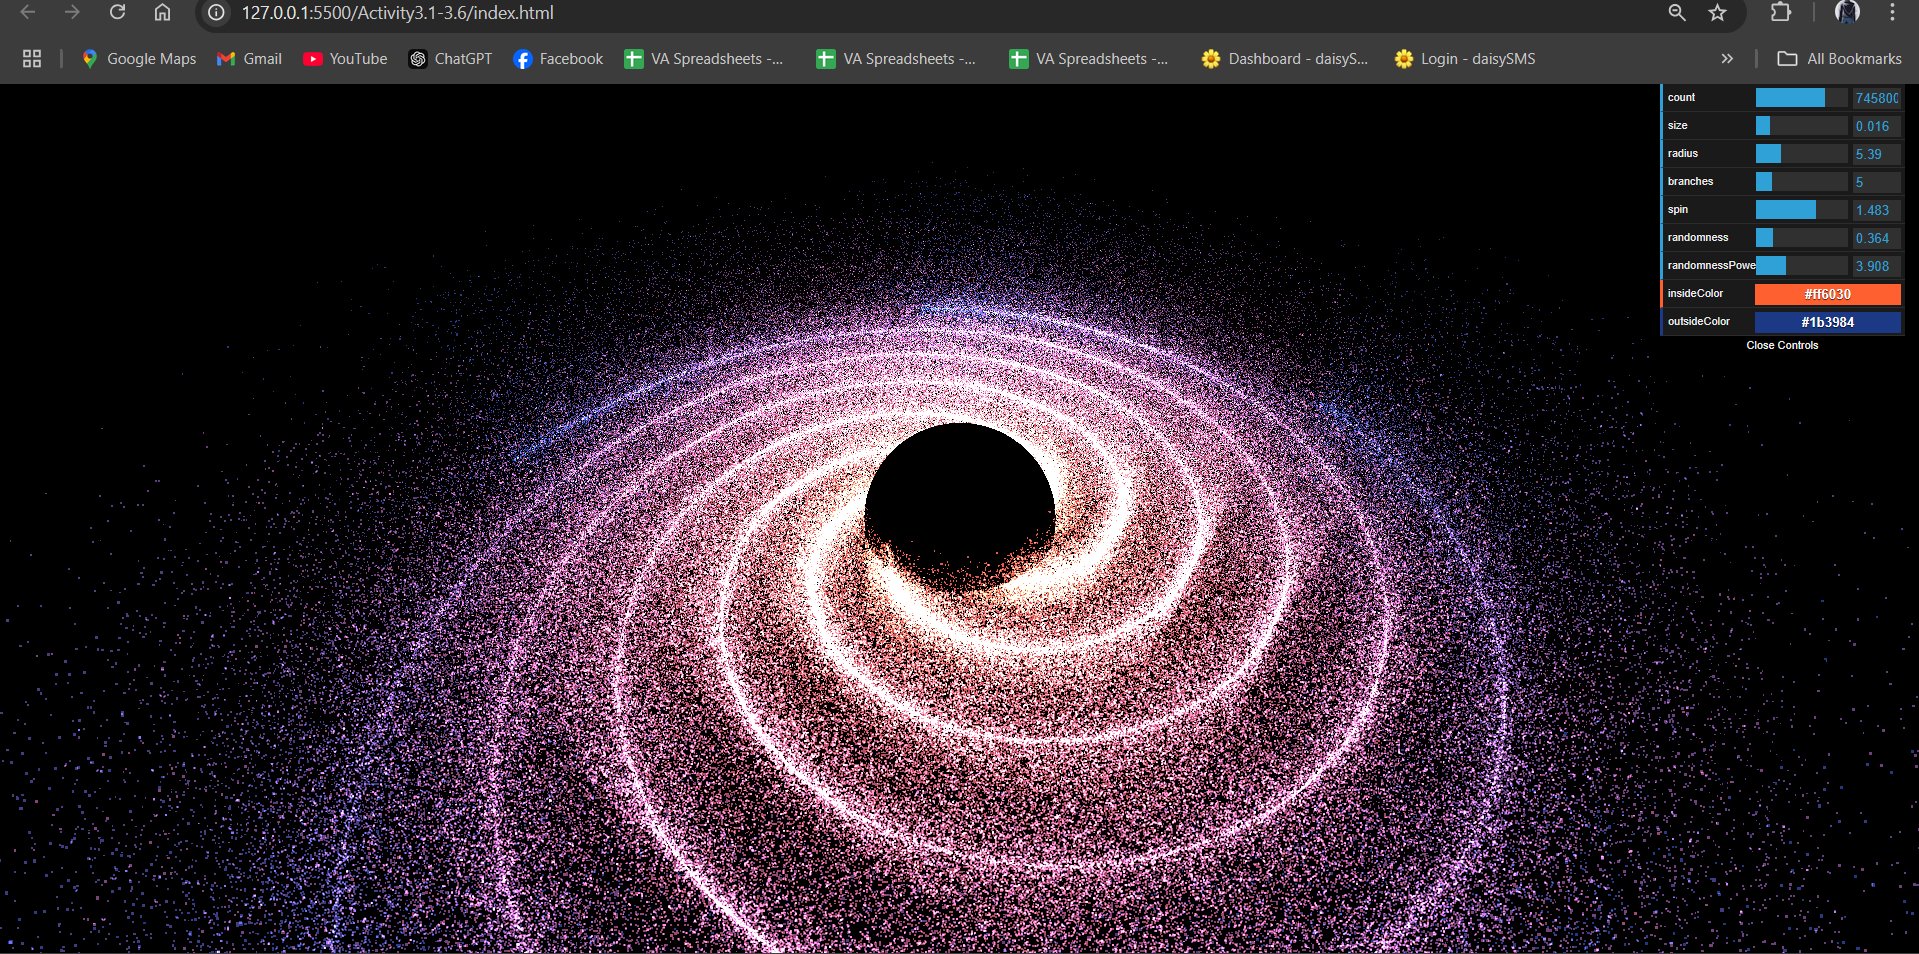 127.0.0.1:5500/Activity3.1-3.6/index.html
Google Maps Gmail YouTube ChatGPT Facebook VA Spreadsheets -... VA Spreadsheets -... VA Spreadsheets -... Dashboard - daisyS... Login - daisySMS » All Bookmarks
count 745800
size 0.016
radius 5.39
branches 5
spin 1.483
randomness 0.364
randomnessPowe 3.908
insideColor #ff6030
outsideColor #1b3984
Close Controls